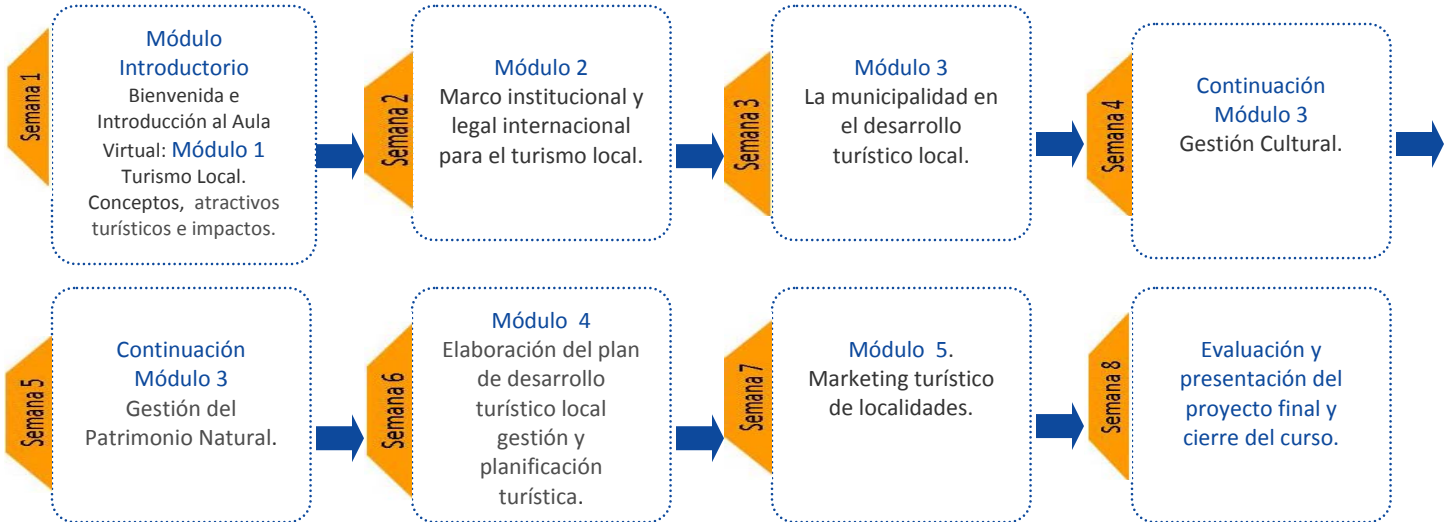 Semana 1
Módulo
Introductorio
Bienvenida e
Introducción al Aula
Virtual: Módulo 1
Turismo Local.
Conceptos, atractivos
turísticos e impactos.
Semana 2
Módulo 2
Marco institucional y
legal internacional
para el turismo local.
Semana 3
Módulo 3
La municipalidad en
el desarrollo
turístico local.
Semana 4
Continuación
Módulo 3
Gestión Cultural.
Semana 5
Continuación
Módulo 3
Gestión del
Patrimonio Natural.
Semana 6
Módulo 4
Elaboración del plan
de desarrollo
turístico local
gestión y
planificación
turística.
Semana 7
Módulo 5.
Marketing turístico
de localidades.
Semana 8
Evaluación y
presentación del
proyecto final y
cierre del curso.